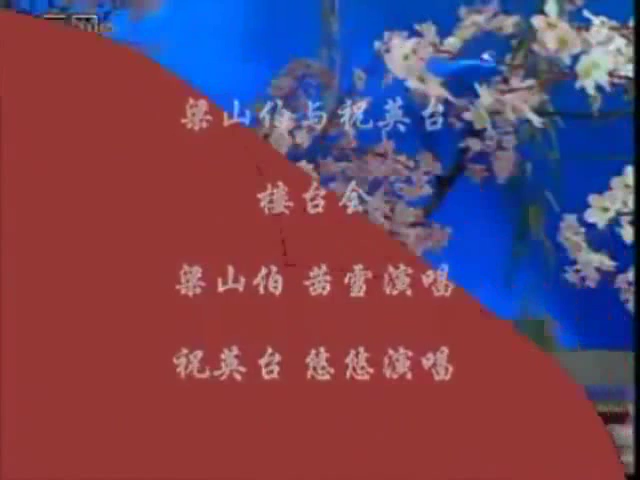 梁山伯与祝英台
楼台会
梁山伯 茜雪演唱
祝英台 悠悠演唱